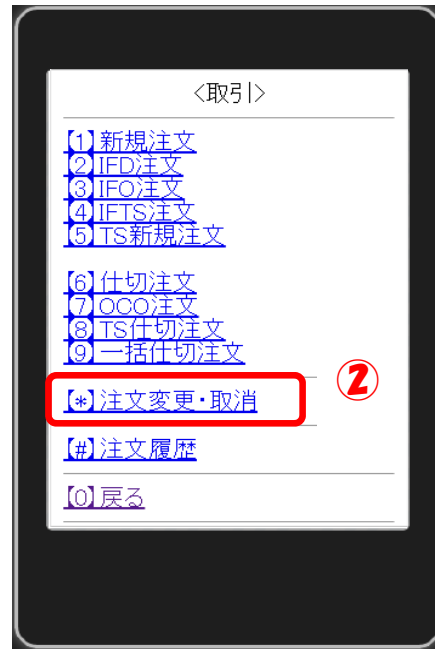 <取引>
【1】新規注文
【2】IFD注文
【3】IFO注文
【4】IFTS注文
【5】TS新規注文
【6】仕切注文
【7】OCO注文
【8】TS仕切注文
【9】一括仕切注文
【*】注文変更・取消
②
【#】注文履歴
【0】戻る